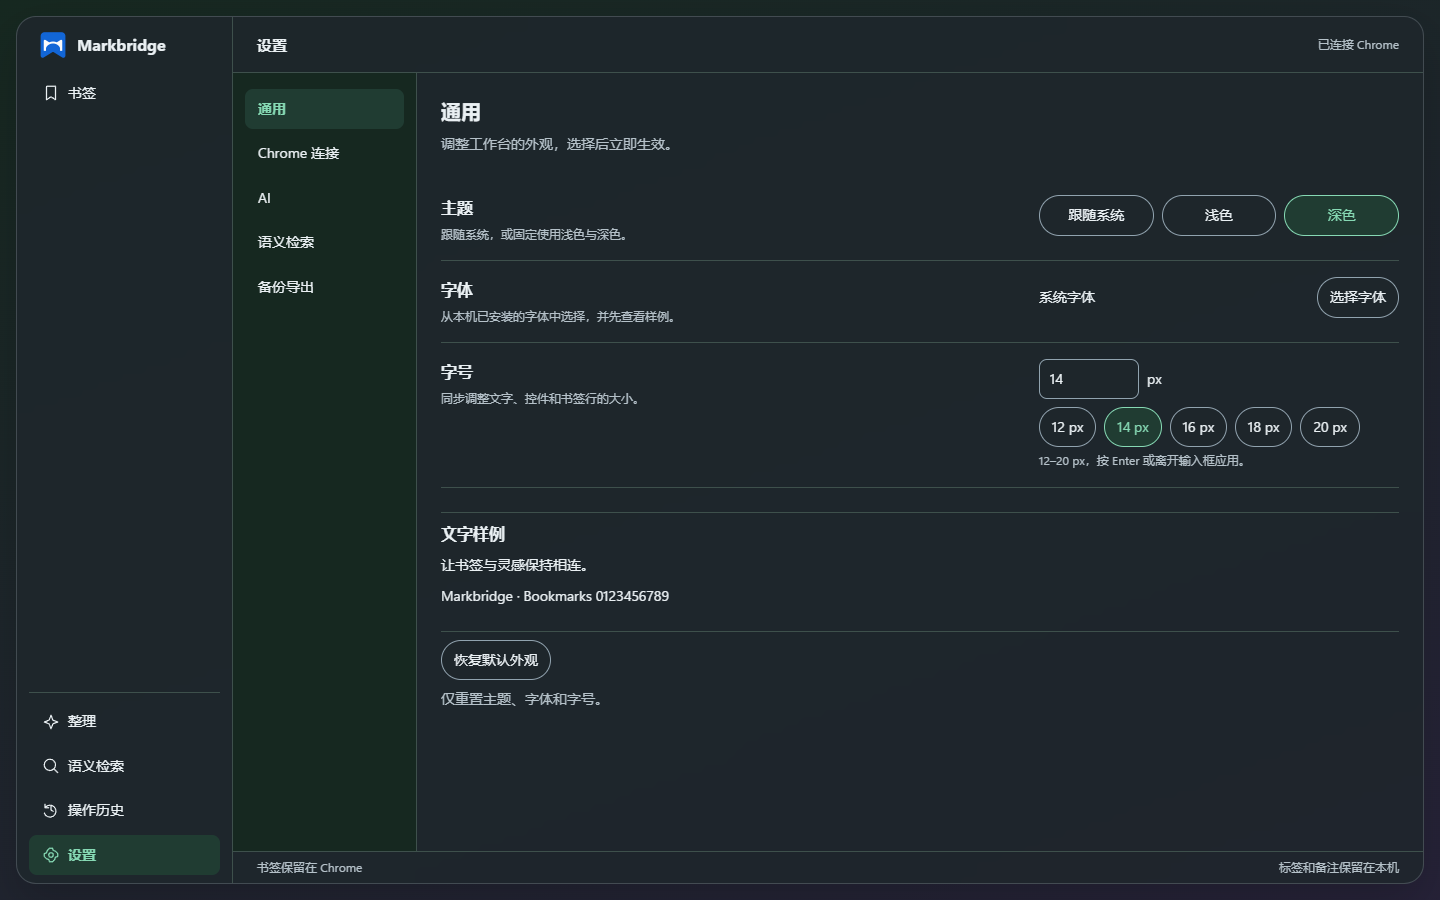 Markbridge
书签
整理
语义检索
操作历史
设置
设置
已连接 Chrome
通用
Chrome 连接
AI
语义检索
备份导出
通用
调整工作台的外观，选择后立即生效。
主题
跟随系统，或固定使用浅色与深色。
跟随系统
浅色
深色
字体
从本机已安装的字体中选择，并先查看样例。
系统字体
选择字体
字号
同步调整文字、控件和书签行的大小。
14 px
12 px
14 px
16 px
18 px
20 px
12–20 px，按 Enter 或离开输入框应用。
文字样例
让书签与灵感保持相连。
Markbridge · Bookmarks 0123456789
恢复默认外观
仅重置主题、字体和字号。
书签保留在 Chrome
标签和备注保留在本机